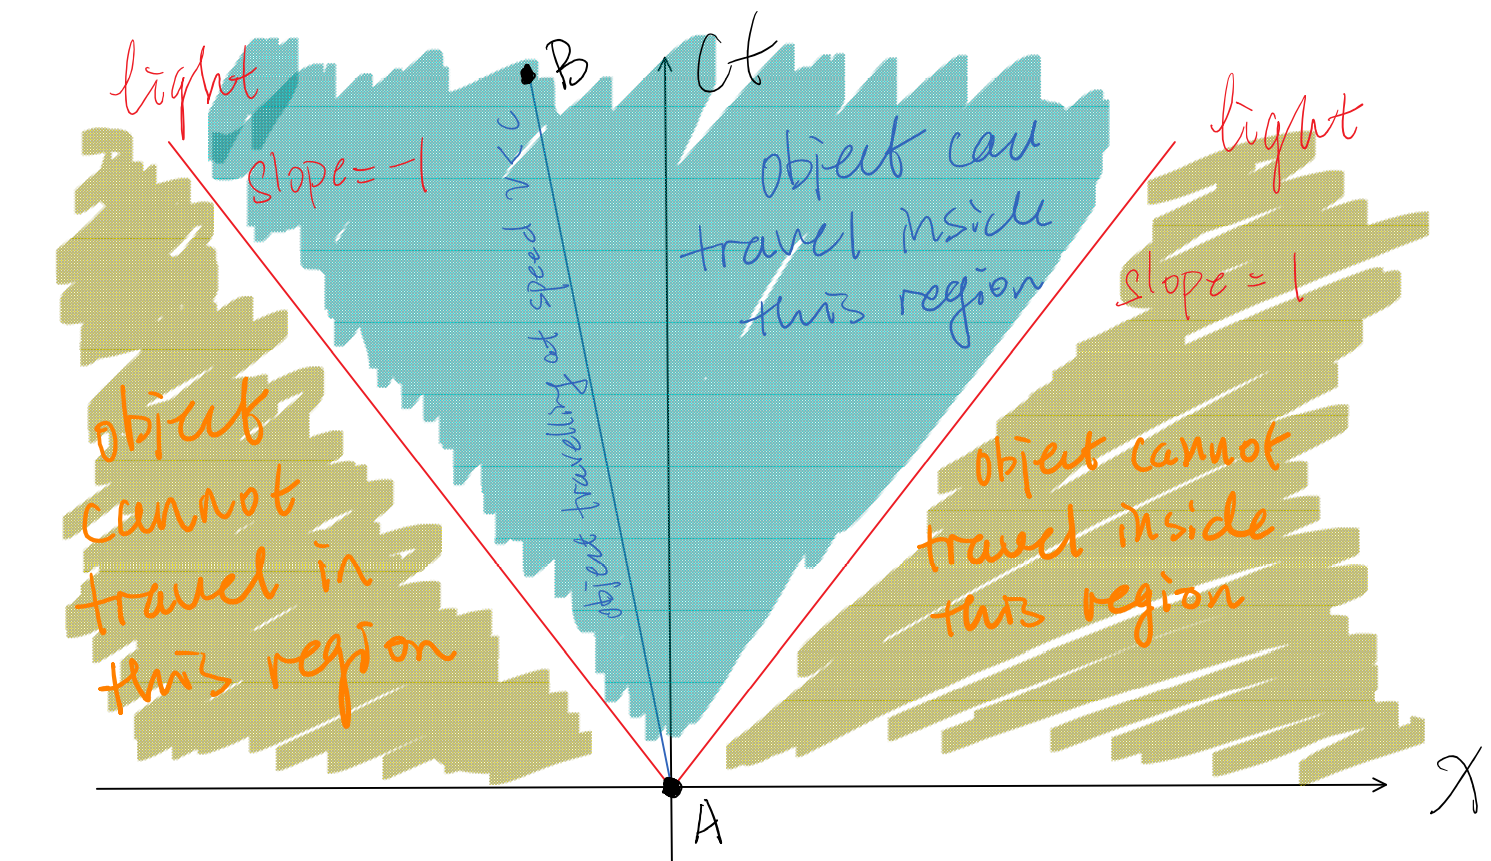 light
B
ct
light
slope=-1
object can
travel inside
this region
slope = 1
object travelling at speed v<c
object
cannot
travel in
this region
object cannot
travel inside
this region
X
A